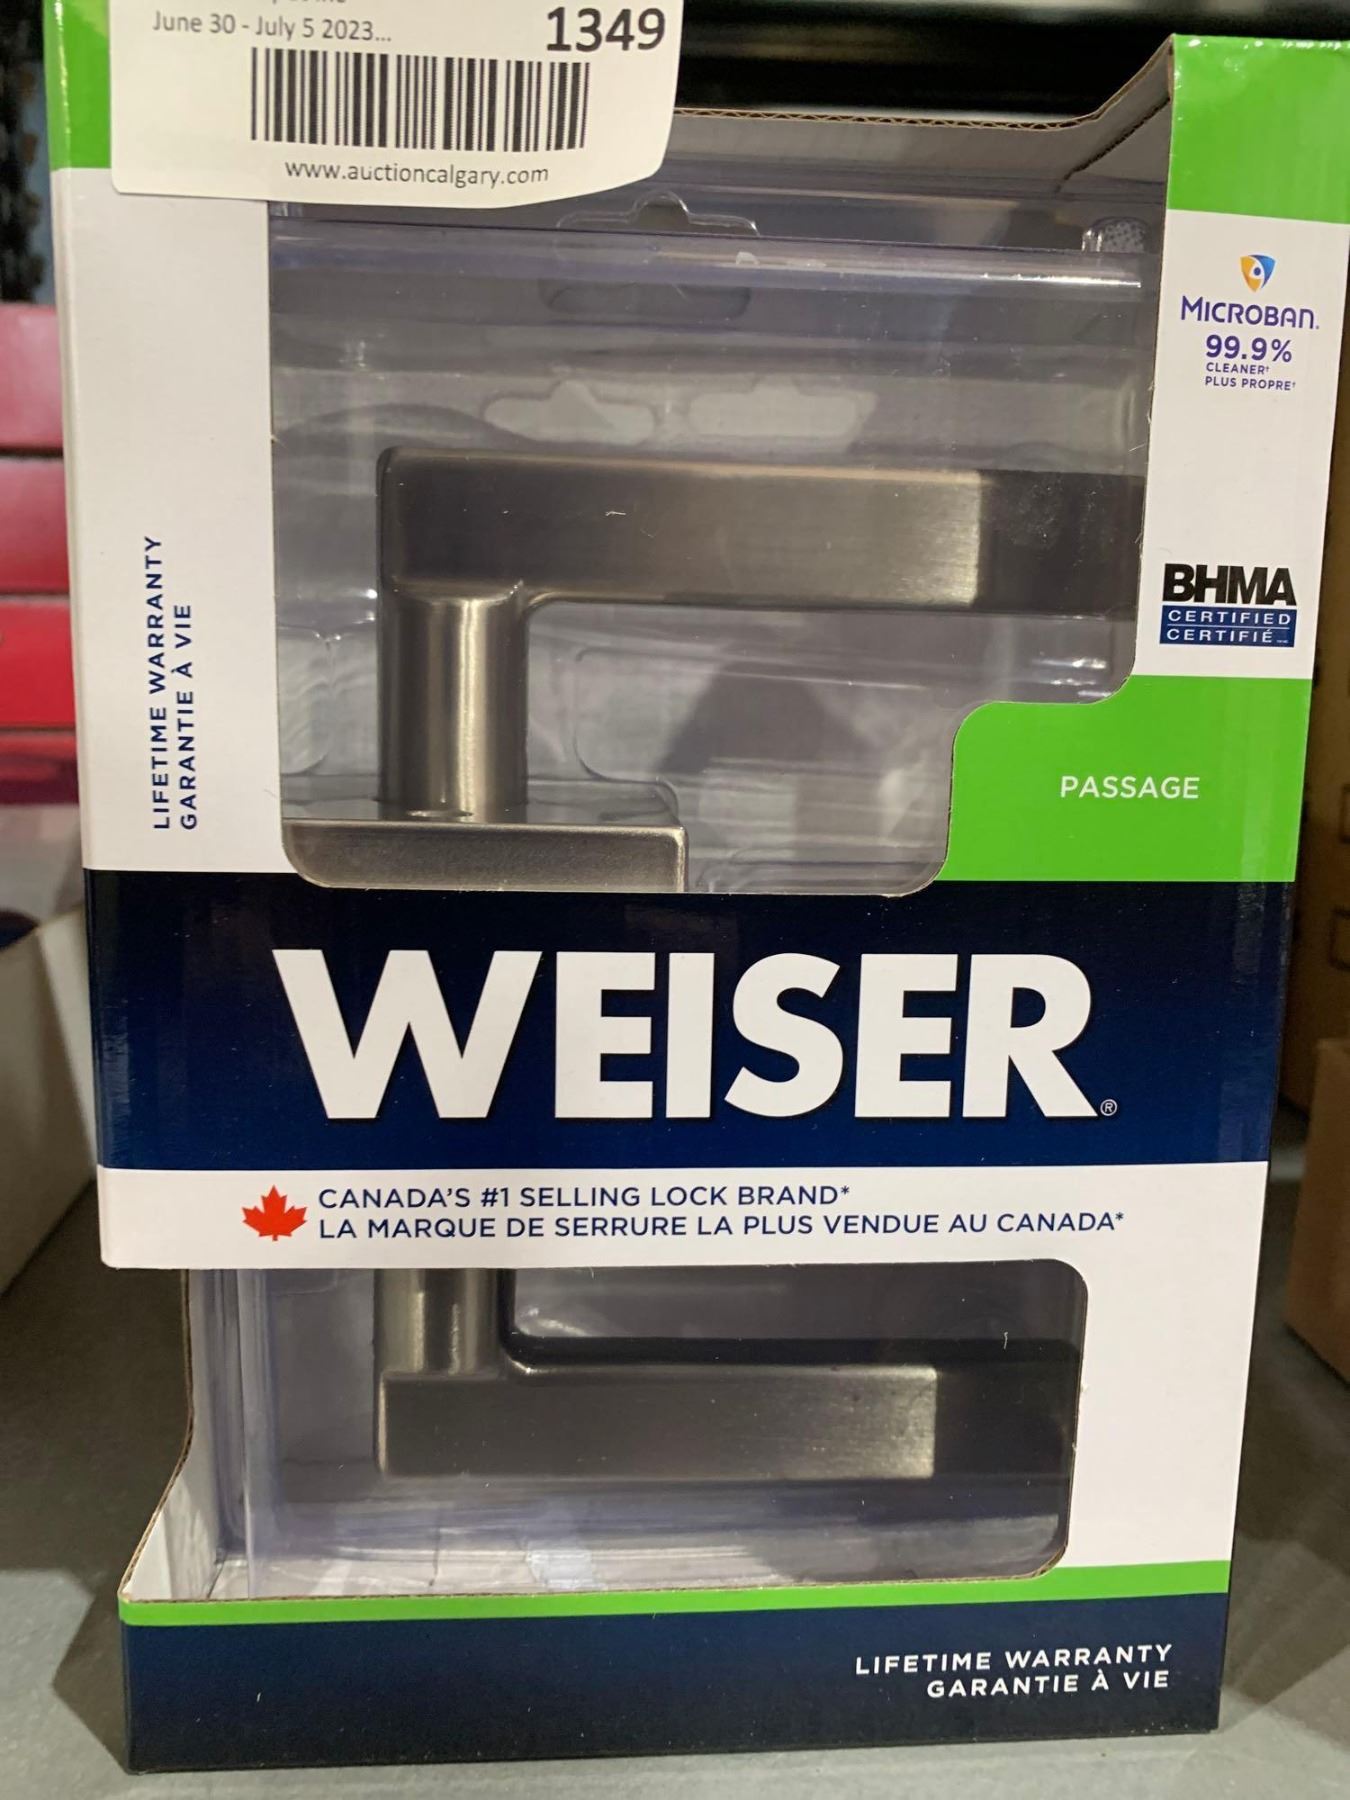 June 30 - July 5 2023...
1349
www.auctioncalgary.com
MICROBAN.
99.9%
CLEANER†
PLUS PROPRE†
BHMA
CERTIFIED
CERTIFIÉ
LIFETIME WARRANTY
GARANTIE À VIE
PASSAGE
WEISER®
CANADA'S #1 SELLING LOCK BRAND*
LA MARQUE DE SERRURE LA PLUS VENDUE AU CANADA*
LIFETIME WARRANTY
GARANTIE À VIE